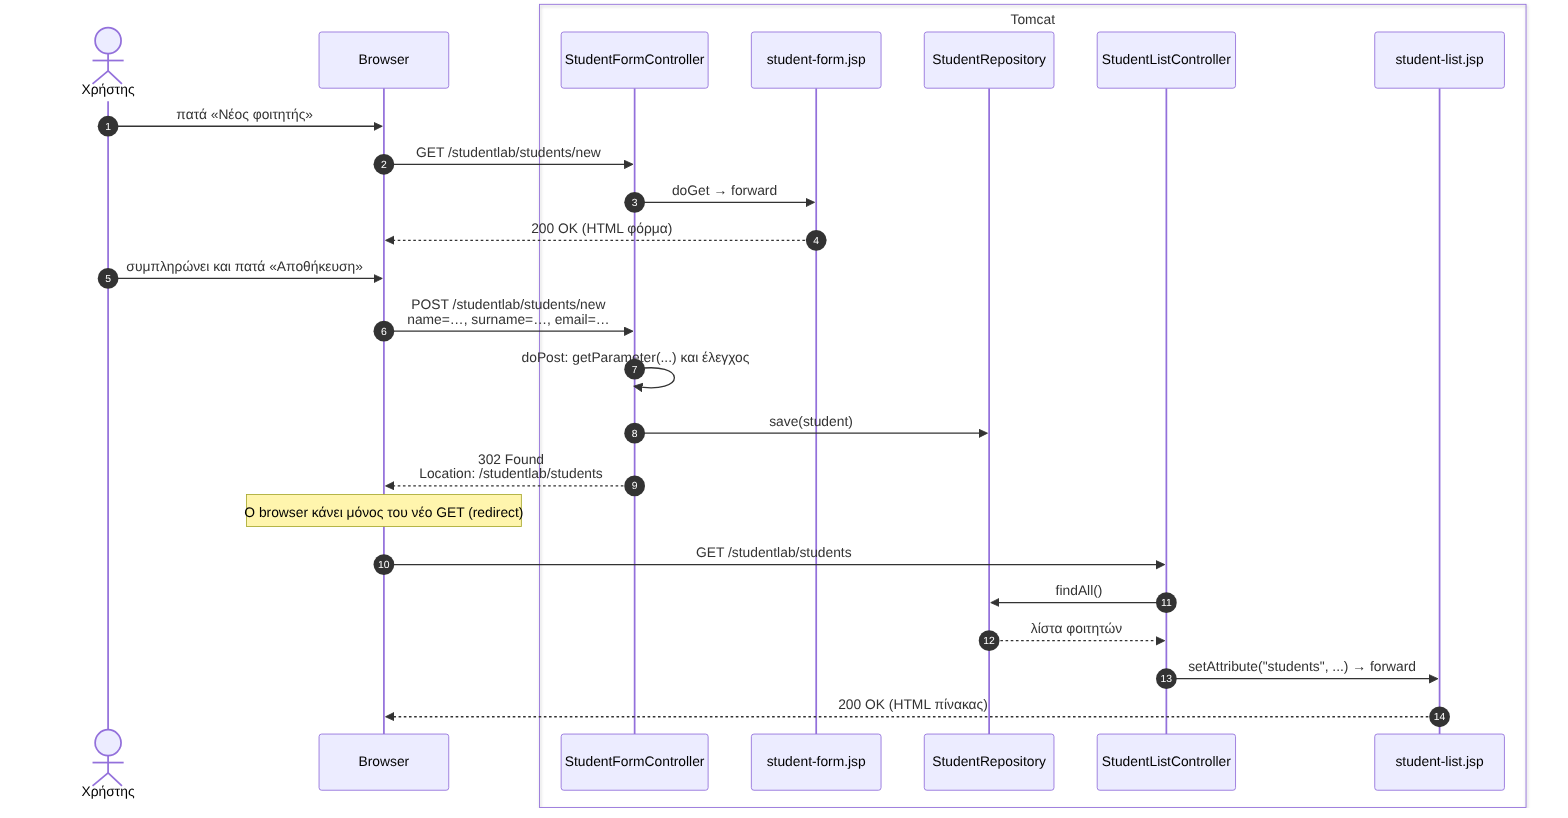 Tomcat
Χρήστης
Browser
StudentFormController
student-form.jsp
StudentRepository
StudentListController
student-list.jsp
1 πατά «Νέος φοιτητής»
2 GET /studentlab/students/new
3 doGet → forward
200 OK (HTML φόρμα) 4
5 συμπληρώνει και πατά «Αποθήκευση»
POST /studentlab/students/new
6 name=…, surname=…, email=…
doPost: getParameter(...) και έλεγχος
7
8 save(student)
302 Found
Location: /studentlab/students 9
Ο browser κάνει μόνος του νέο GET (redirect)
10 GET /studentlab/students
findAll() 11
12 λίστα φοιτητών
13 setAttribute("students", ...) → forward
200 OK (HTML πίνακας) 14
Χρήστης
Browser
StudentFormController
student-form.jsp
StudentRepository
StudentListController
student-list.jsp